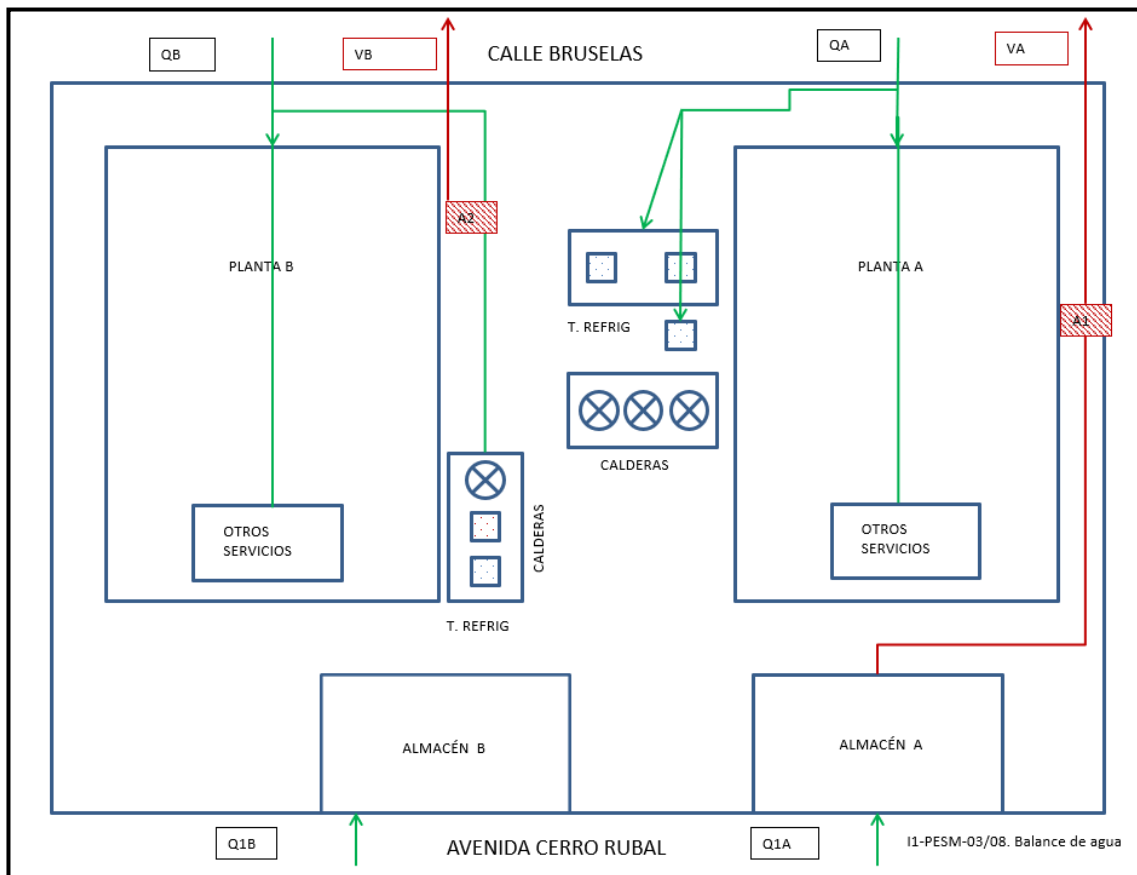 QB
VB
CALLE BRUSELAS
QA
VA
A2
PLANTA B
PLANTA A
T. REFRIG
A1
CALDERAS
CALDERAS
OTROS
SERVICIOS
OTROS
SERVICIOS
T. REFRIG
ALMACÉN B
ALMACÉN A
Q1B
AVENIDA CERRO RUBAL
Q1A
I1-PESM-03/08. Balance de agua